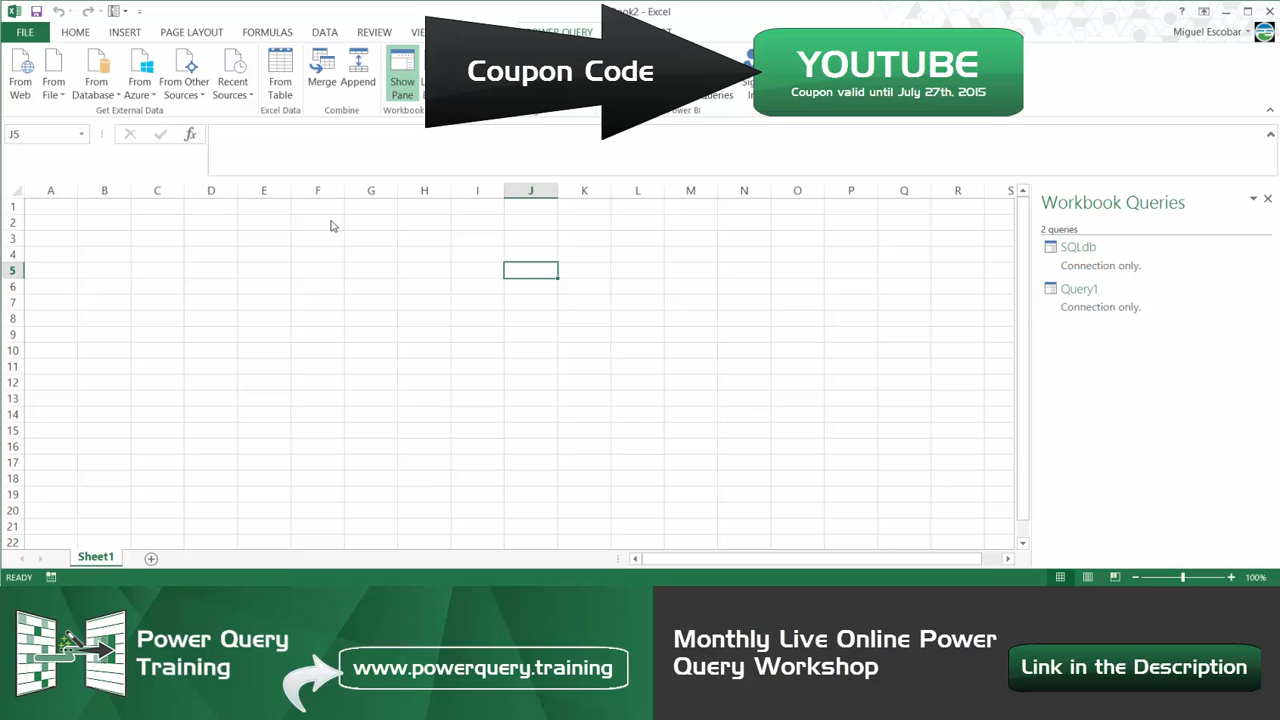 ook2 - Excel
FILE HOME INSERT PAGE LAYOUT FORMULAS DATA REVIEW POWER QUERY
Miguel Escobar
Coupon Code
YOUTUBE
Coupon valid until July 27th, 2015
From Web
From File
From Database
From Azure
From Other Sources
Recent Sources
From Table
Merge
Append
Show Pane
Get External Data
Excel Data
Combine
J5
fx
A B C D E F G H I J K L M N O P Q R S
1
2
3
4
5
6
7
8
9
10
11
12
13
14
15
16
17
18
19
20
21
22
Workbook Queries
2 queries
SQLdb
Connection only.
Query1
Connection only.
Sheet1
READY
100%
Power Query
Training
www.powerquery.training
Monthly Live Online Power
Query Workshop
Link in the Description